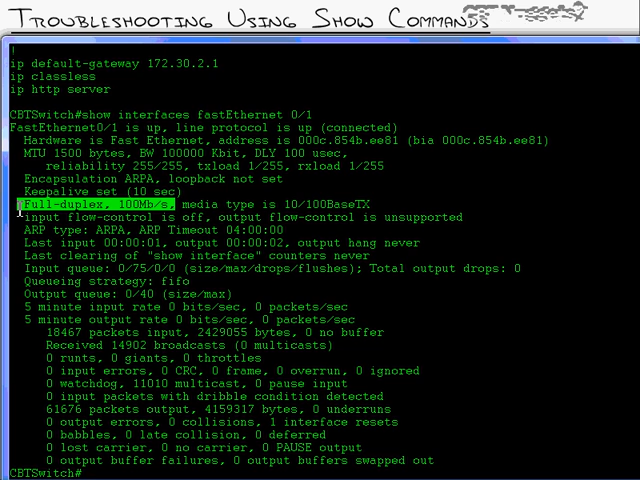 TROUBLESHOOTING USING SHOW COMMANDS
!
ip default-gateway 172.30.2.1
ip classless
ip http server
CBTSwitch#show interfaces fastEthernet 0/1
FastEthernet0/1 is up, line protocol is up (connected)
Hardware is Fast Ethernet, address is 000c.854b.ee81 (bia 000c.854b.ee81)
MTU 1500 bytes, BW 100000 Kbit, DLY 100 usec,
reliability 255/255, txload 1/255, rxload 1/255
Encapsulation ARPA, loopback not set
Keepalive set (10 sec)
Full-duplex, 100Mb/s, media type is 10/100BaseTX
input flow-control is off, output flow-control is unsupported
ARP type: ARPA, ARP Timeout 04:00:00
Last input 00:00:01, output 00:00:02, output hang never
Last clearing of "show interface" counters never
Input queue: 0/75/0/0 (size/max/drops/flushes); Total output drops: 0
Queueing strategy: fifo
Output queue: 0/40 (size/max)
5 minute input rate 0 bits/sec, 0 packets/sec
5 minute output rate 0 bits/sec, 0 packets/sec
18467 packets input, 2429055 bytes, 0 no buffer
Received 14902 broadcasts (0 multicasts)
0 runts, 0 giants, 0 throttles
0 input errors, 0 CRC, 0 frame, 0 overrun, 0 ignored
0 watchdog, 11010 multicast, 0 pause input
0 input packets with dribble condition detected
61676 packets output, 4159317 bytes, 0 underruns
0 output errors, 0 collisions, 1 interface resets
0 babbles, 0 late collision, 0 deferred
0 lost carrier, 0 no carrier, 0 PAUSE output
0 output buffer failures, 0 output buffers swapped out
CBTSwitch#